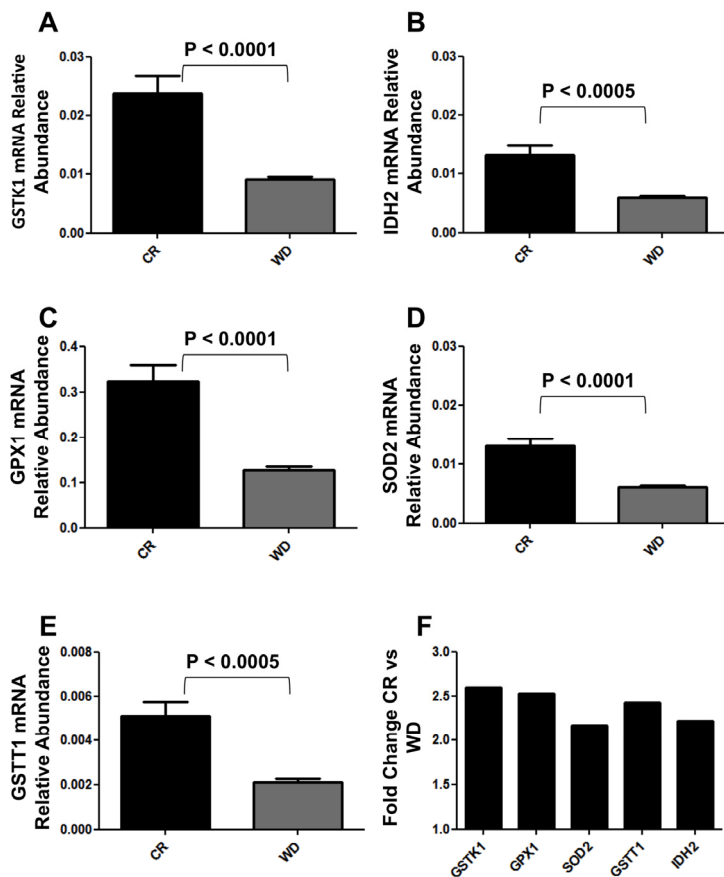 A
GSTK1 mRNA Relative
Abundance
P < 0.0001
0.03
0.02
0.01
0.00
CR
WD
B
IDH2 mRNA Relative
Abundance
P < 0.0005
0.03
0.02
0.01
0.00
CR
WD
C
GPX1 mRNA
Relative Abundance
P < 0.0001
0.4
0.3
0.2
0.1
0.0
CR
WD
D
SOD2 mRNA
Relative Abundance
P < 0.0001
0.03
0.02
0.01
0.00
CR
WD
E
GSTT1 mRNA
Relative Abundance
P < 0.0005
0.008
0.006
0.004
0.002
0.000
CR
WD
F
Fold Change CR vs
WD
3.0
2.5
2.0
1.5
1.0
GSTK1
GPX1
SOD2
GSTT1
IDH2